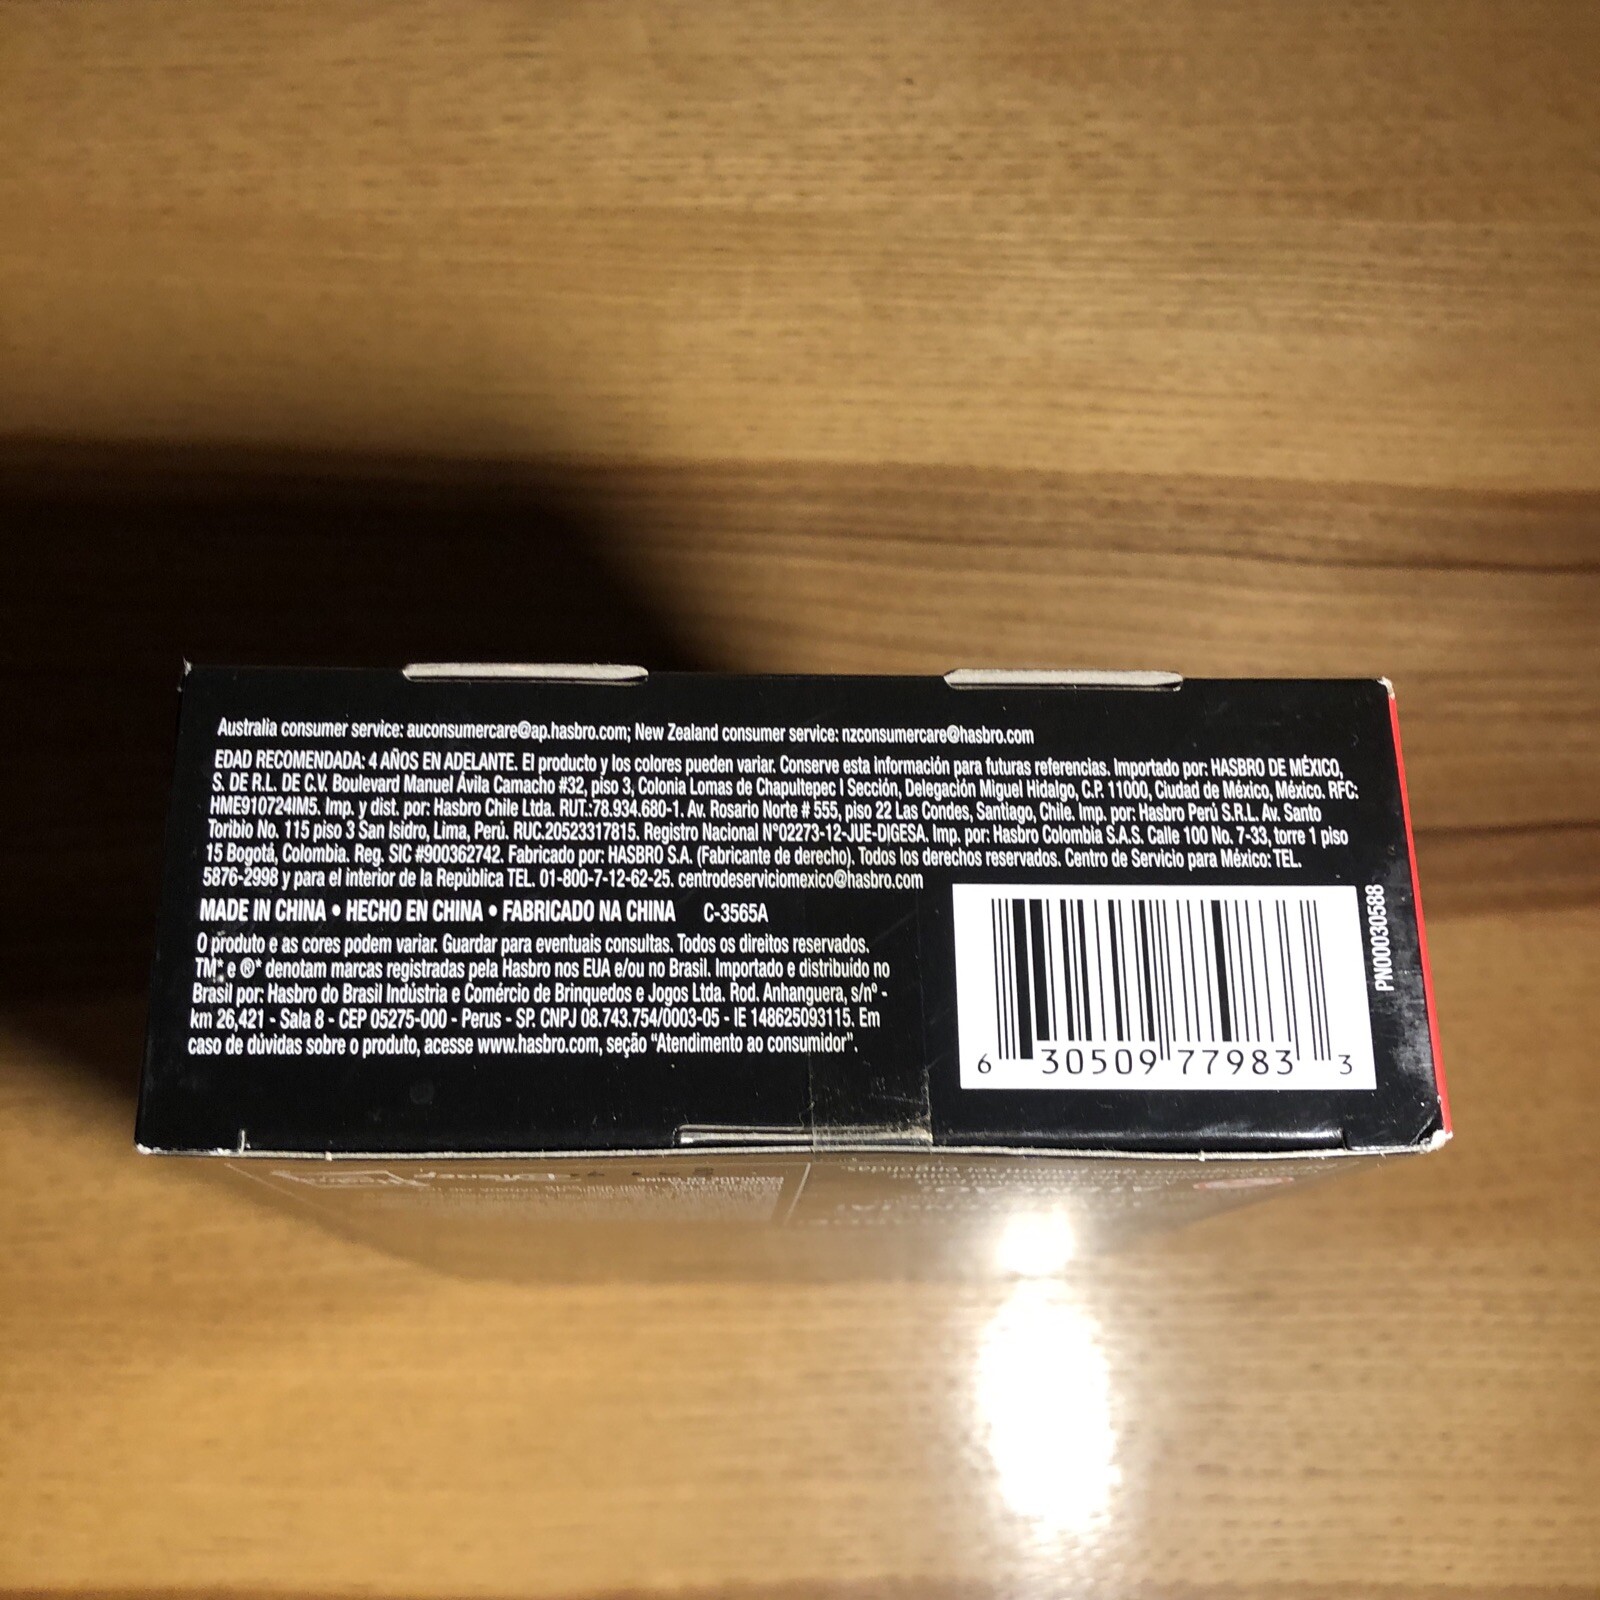 Australia consumer service: auconsumercare@ap.hasbro.com; New Zealand consumer service: nzconsumercare@hasbro.com
EDAD RECOMENDADA: 4 AÑOS EN ADELANTE. El producto y los colores pueden variar. Conserve esta información para futuras referencias. Importado por: HASBRO DE MÉXICO,
S. DE R.L. DE C.V. Boulevard Manuel Ávila Camacho #32, piso 3, Colonia Lomas de Chapultepec I Sección, Delegación Miguel Hidalgo, C.P. 11000, Ciudad de México, México. RFC:
HME910724IM5. Imp. y dist. por: Hasbro Chile Ltda. RUT.:78.934.680-1. Av. Rosario Norte # 555, piso 22 Las Condes, Santiago, Chile. Imp. por: Hasbro Perú S.R.L. Av. Santo
Toribio No. 115 piso 3 San Isidro, Lima, Perú. RUC.20523317815. Registro Nacional N°02273-12-JUE-DIGESA. Imp. por: Hasbro Colombia S.A.S. Calle 100 No. 7-33, torre 1 piso
15 Bogotá, Colombia. Reg. SIC #900362742. Fabricado por: HASBRO S.A. (Fabricante de derecho). Todos los derechos reservados. Centro de Servicio para México: TEL.
5876-2998 y para el interior de la República TEL. 01-800-7-12-62-25. centrodeserviciomexico@hasbro.com
MADE IN CHINA • HECHO EN CHINA • FABRICADO NA CHINA C-3565A
O produto e as cores podem variar. Guardar para eventuais consultas. Todos os direitos reservados.
TM* e ®* denotam marcas registradas pela Hasbro nos EUA e/ou no Brasil. Importado e distribuído no
Brasil por: Hasbro do Brasil Indústria e Comércio de Brinquedos e Jogos Ltda. Rod. Anhanguera, s/nº -
km 26,421 - Sala 8 - CEP 05275-000 - Perus - SP. CNPJ 08.743.754/0003-05 - IE 148625093115. Em
caso de dúvidas sobre o produto, acesse www.hasbro.com, seção "Atendimento ao consumidor".
6 30509 77983 3
PN00030588